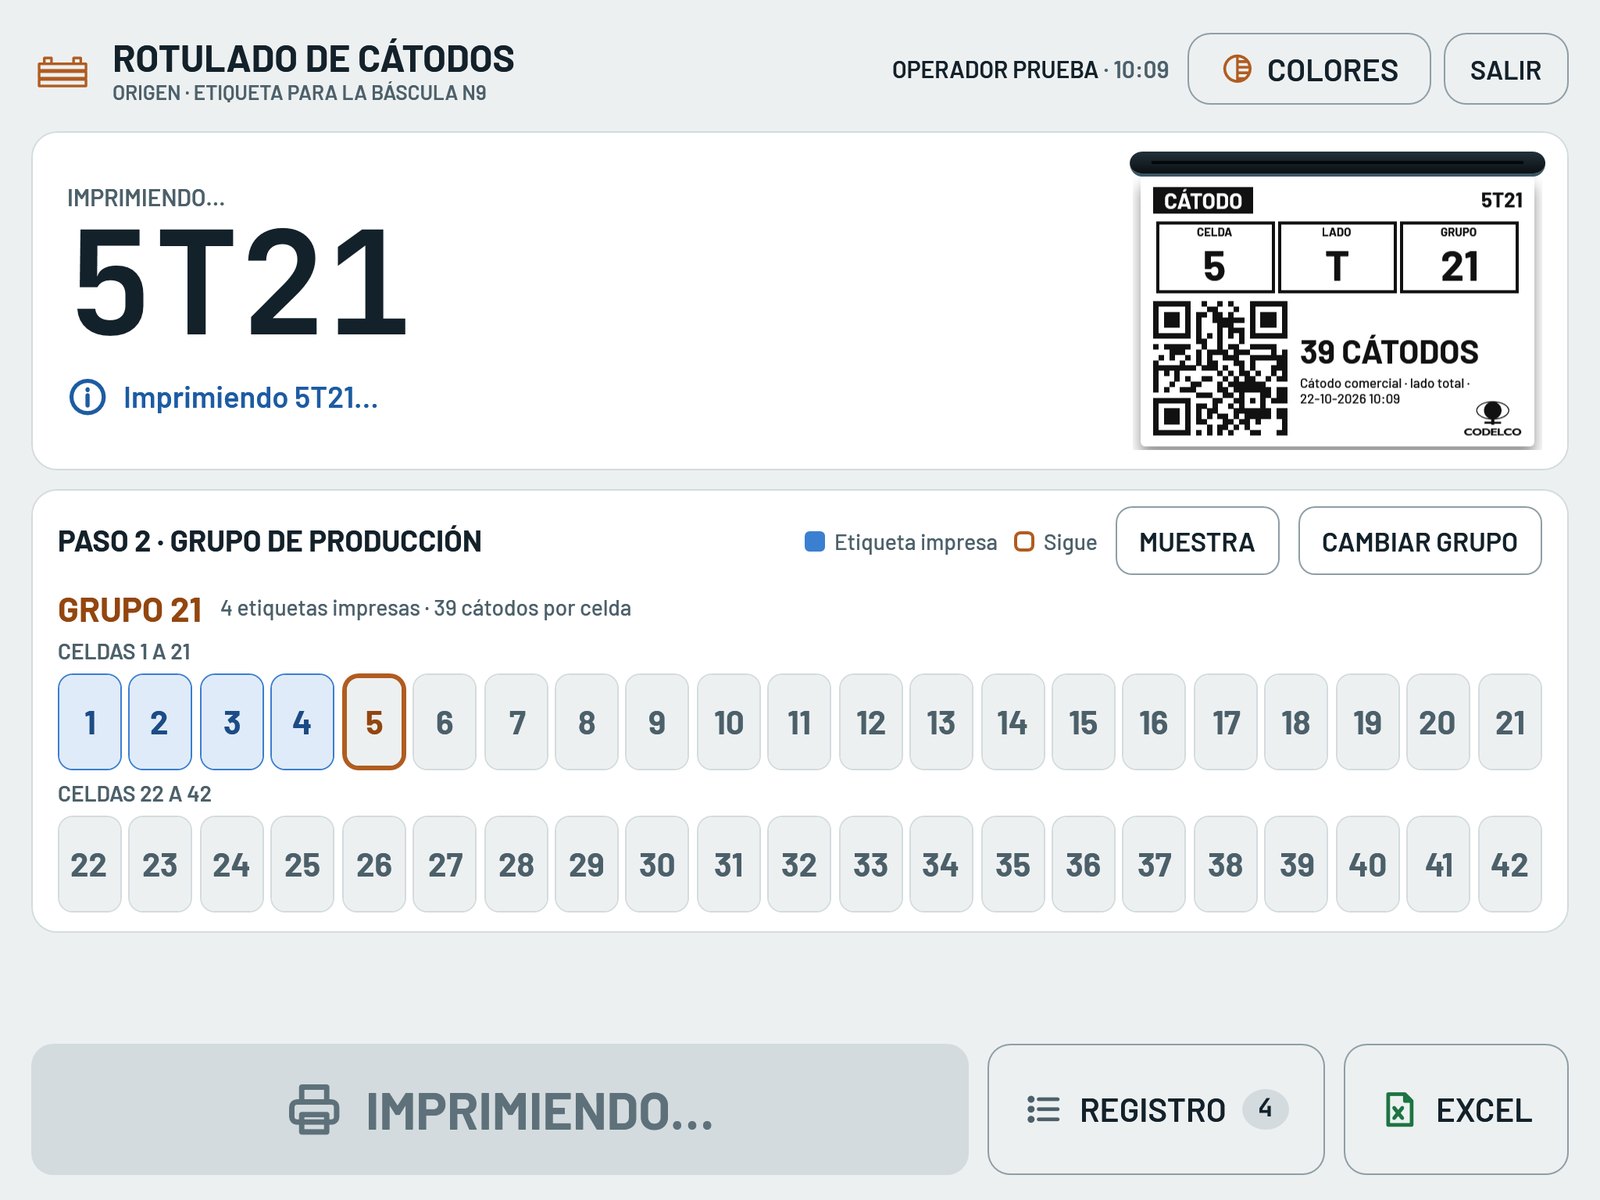 ROTULADO DE CÁTODOS
ORIGEN · ETIQUETA PARA LA BÁSCULA N9
OPERADOR PRUEBA · 10:09
COLORES
SALIR
IMPRIMIENDO...
5T21
Imprimiendo 5T21...
CÁTODO
5T21
CELDA
5
LADO
T
GRUPO
21
39 CÁTODOS
Cátodo comercial · lado total ·
22-10-2026 10:09
CODELCO
PASO 2 · GRUPO DE PRODUCCIÓN
Etiqueta impresa
Sigue
MUESTRA
CAMBIAR GRUPO
GRUPO 21
4 etiquetas impresas · 39 cátodos por celda
CELDAS 1 A 21
1 2 3 4 5 6 7 8 9 10 11 12 13 14 15 16 17 18 19 20 21
CELDAS 22 A 42
22 23 24 25 26 27 28 29 30 31 32 33 34 35 36 37 38 39 40 41 42
IMPRIMIENDO...
REGISTRO 4
EXCEL